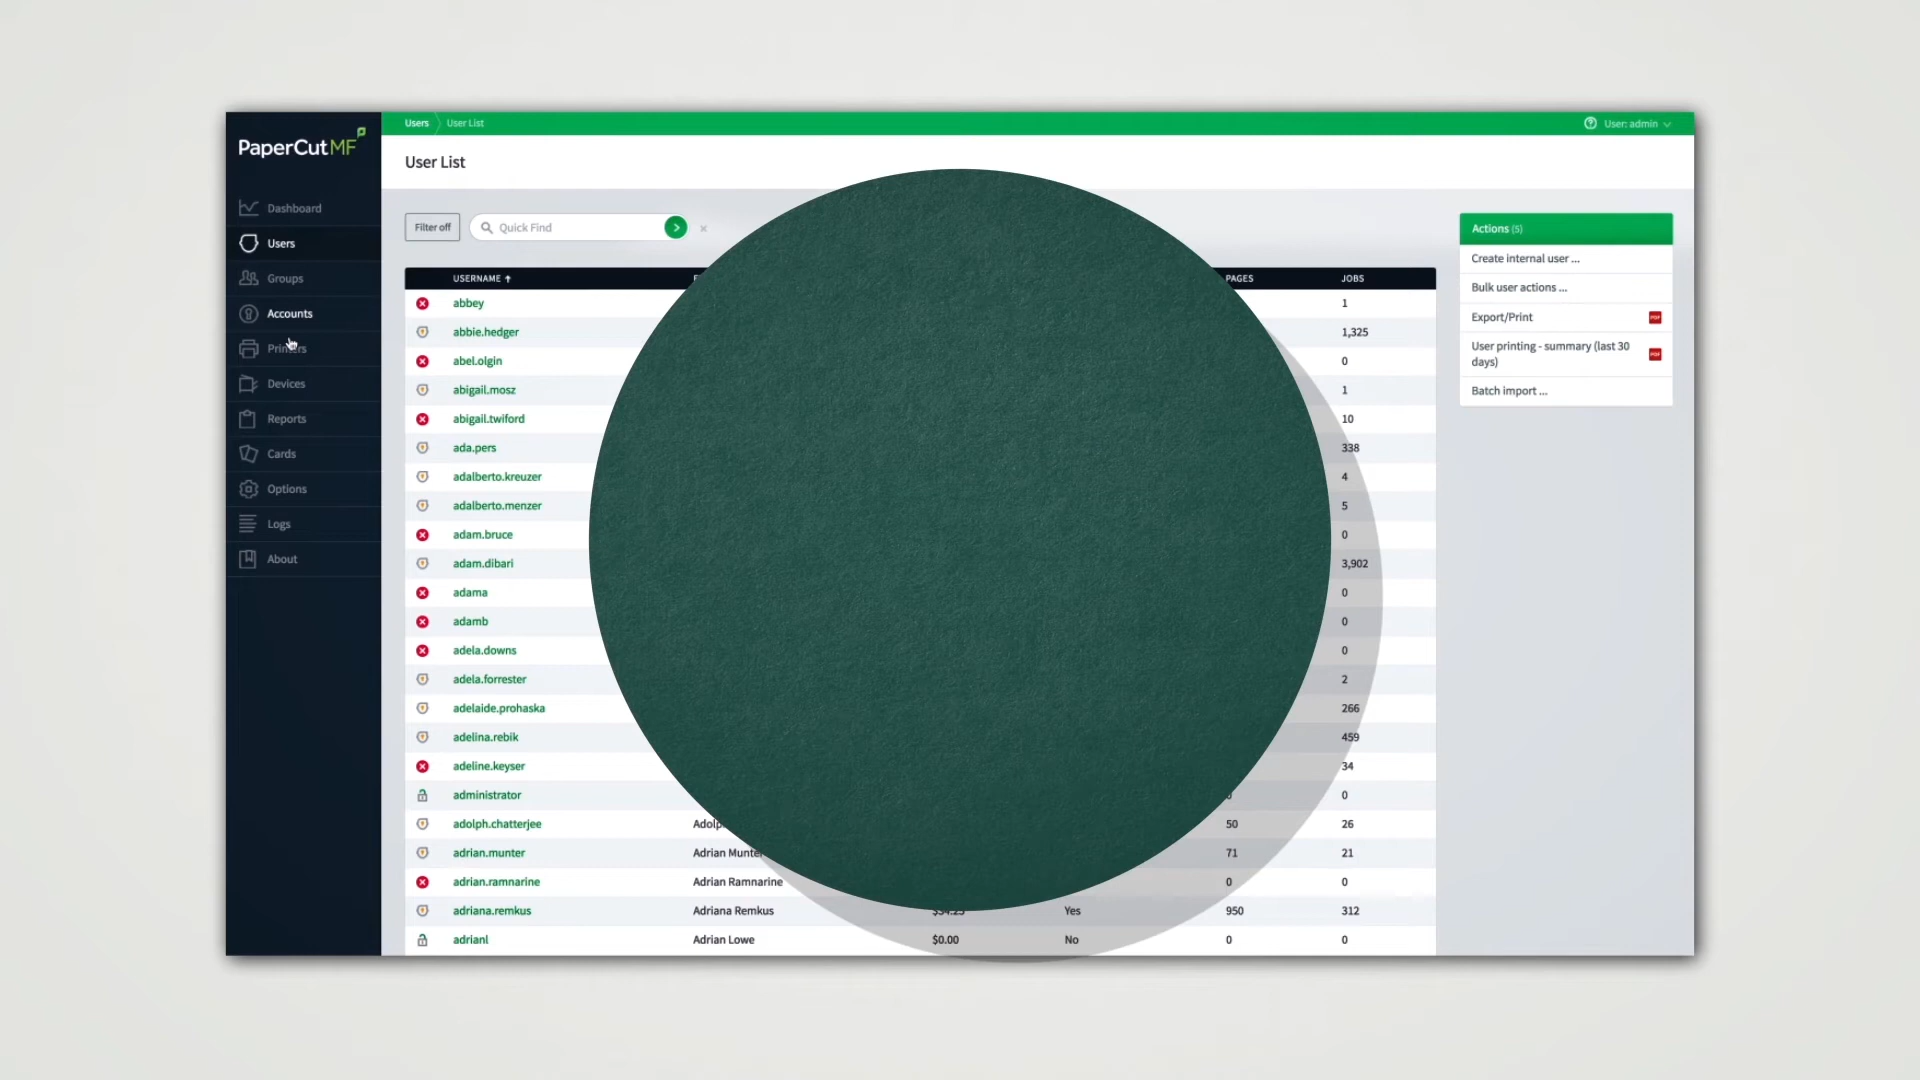 PaperCut MF
Users User List
User: admin
User List
Dashboard
Users
Groups
Accounts
Printers
Devices
Reports
Cards
Options
Logs
About
Filter off
Quick Find
USERNAME PAGES JOBS
abbey 1
abbie.hedger 1,325
abel.olgin 0
abigail.mosz 1
abigail.twiford 10
ada.pers 338
adalberto.kreuzer 4
adalberto.menzer 5
adam.bruce 0
adam.dibari 3,902
adama 0
adamb 0
adela.downs 0
adela.forrester 2
adelaide.prohaska 266
adelina.rebik 459
adeline.keyser 34
administrator 0
adolph.chatterjee 50 26
adrian.munter Adrian Munter 71 21
adrian.ramnarine Adrian Ramnarine 0 0
adriana.remkus Adriana Remkus $34.25 Yes 950 312
adrianl Adrian Lowe $0.00 No 0 0
Actions (5)
Create internal user ...
Bulk user actions ...
Export/Print PDF
User printing - summary (last 30
days) PDF
Batch import ...